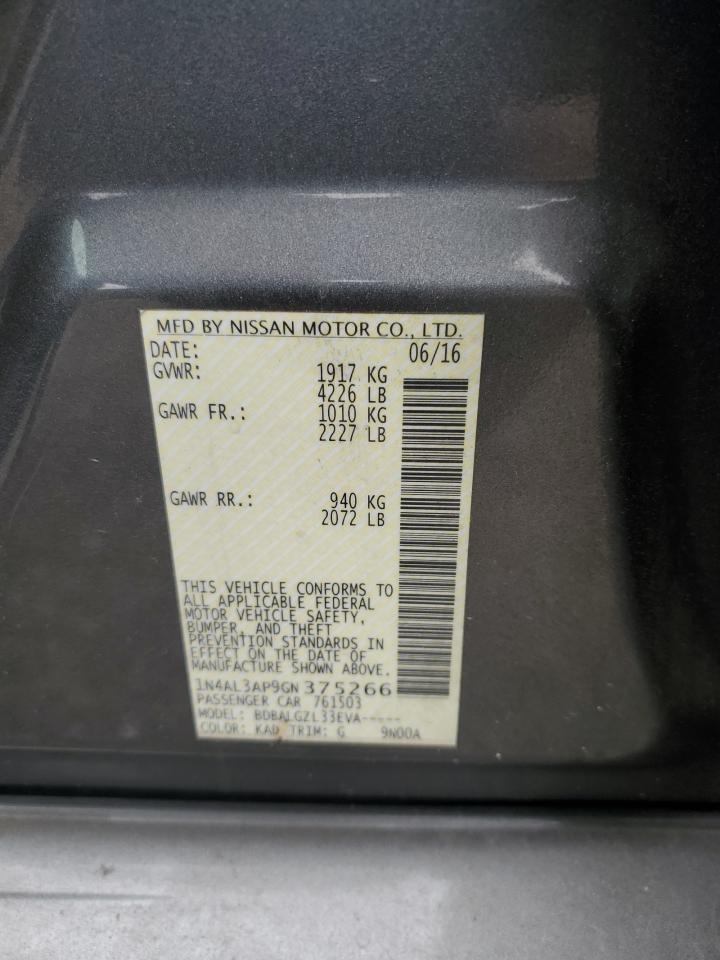 MFD BY NISSAN MOTOR CO., LTD.
DATE: 06/16
GVWR: 1917 KG
4226 LB
GAWR FR.: 1010 KG
2227 LB
GAWR RR.: 940 KG
2072 LB
THIS VEHICLE CONFORMS TO
ALL APPLICABLE FEDERAL
MOTOR VEHICLE SAFETY,
BUMPER, AND THEFT
PREVENTION STANDARDS IN
EFFECT ON THE DATE OF
MANUFACTURE SHOWN ABOVE.
1N4AL3AP9GN375266
PASSENGER CAR 761503
MODEL: BDBALGZL33EVA-----
COLOR: KAD TRIM: G 9N00A